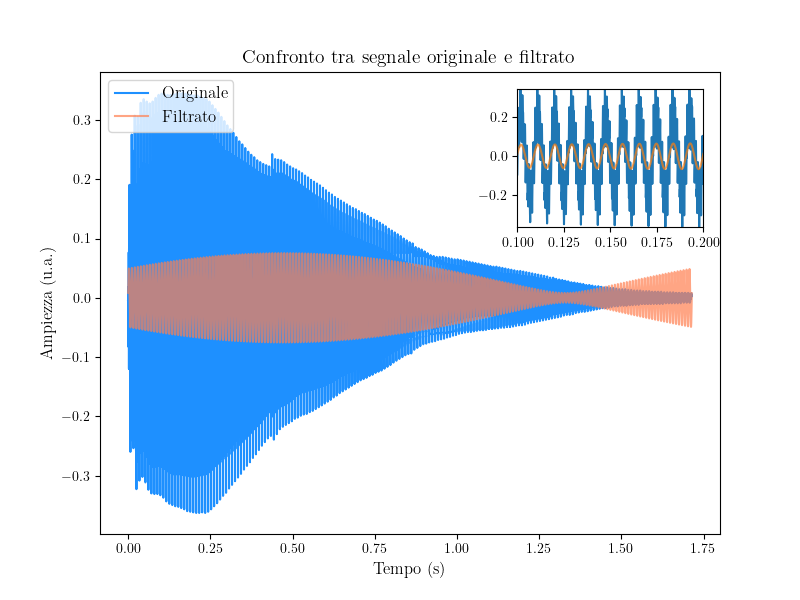 Confronto tra segnale originale e filtrato
Originale
Filtrato
0.2
0.0
−0.2
0.100 0.125 0.150 0.175 0.200
0.3
0.2
0.1
0.0
−0.1
−0.2
−0.3
Ampiezza (u.a.)
0.00 0.25 0.50 0.75 1.00 1.25 1.50 1.75
Tempo (s)